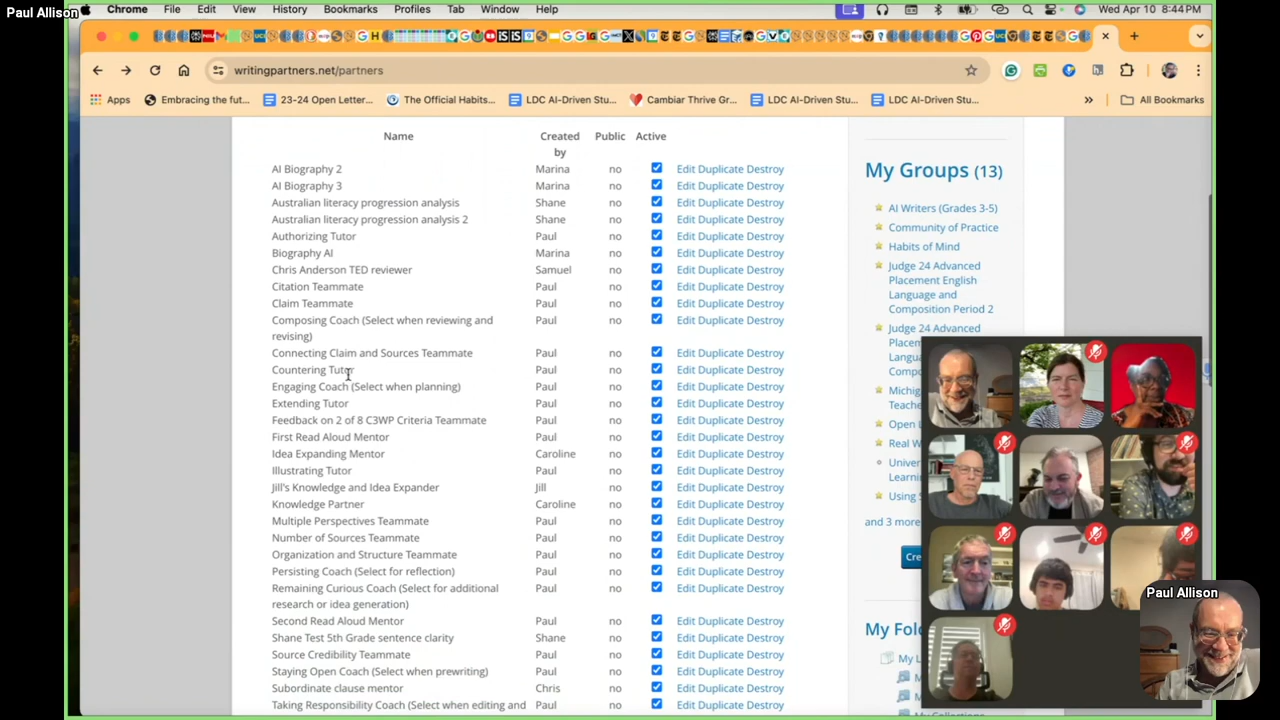 Paul Allison
Chrome File Edit View History Bookmarks Profiles Tab Window Help Wed Apr 10 8:44 PM
writingpartners.net/partners
Apps Embracing the fut... 23-24 Open Letter... The Official Habits... LDC AI-Driven Stu... Cambiar Thrive Gr... LDC AI-Driven Stu... LDC AI-Driven Stu... » All Bookmarks
Name Created by Public Active
AI Biography 2 Marina no Edit Duplicate Destroy
AI Biography 3 Marina no Edit Duplicate Destroy
Australian literacy progression analysis Shane no Edit Duplicate Destroy
Australian literacy progression analysis 2 Shane no Edit Duplicate Destroy
Authorizing Tutor Paul no Edit Duplicate Destroy
Biography AI Marina no Edit Duplicate Destroy
Chris Anderson TED reviewer Samuel no Edit Duplicate Destroy
Citation Teammate Paul no Edit Duplicate Destroy
Claim Teammate Paul no Edit Duplicate Destroy
Composing Coach (Select when reviewing and Paul no Edit Duplicate Destroy
revising)
Connecting Claim and Sources Teammate Paul no Edit Duplicate Destroy
Countering Tutor Paul no Edit Duplicate Destroy
Engaging Coach (Select when planning) Paul no Edit Duplicate Destroy
Extending Tutor Paul no Edit Duplicate Destroy
Feedback on 2 of 8 C3WP Criteria Teammate Paul no Edit Duplicate Destroy
First Read Aloud Mentor Paul no Edit Duplicate Destroy
Idea Expanding Mentor Caroline no Edit Duplicate Destroy
Illustrating Tutor Paul no Edit Duplicate Destroy
Jill's Knowledge and Idea Expander Jill no Edit Duplicate Destroy
Knowledge Partner Caroline no Edit Duplicate Destroy
Multiple Perspectives Teammate Paul no Edit Duplicate Destroy
Number of Sources Teammate Paul no Edit Duplicate Destroy
Organization and Structure Teammate Paul no Edit Duplicate Destroy
Persisting Coach (Select for reflection) Paul no Edit Duplicate Destroy
Remaining Curious Coach (Select for additional Paul no Edit Duplicate Destroy
research or idea generation)
Second Read Aloud Mentor Paul no Edit Duplicate Destroy
Shane Test 5th Grade sentence clarity Shane no Edit Duplicate Destroy
Source Credibility Teammate Paul no Edit Duplicate Destroy
Staying Open Coach (Select when prewriting) Paul no Edit Duplicate Destroy
Subordinate clause mentor Chris no Edit Duplicate Destroy
Taking Responsibility Coach (Select when editing and Paul no Edit Duplicate Destroy
My Groups (13)
AI Writers (Grades 3-5)
Community of Practice
Habits of Mind
Judge 24 Advanced
Placement English
Language and
Composition Period 2
Judge 24 Advanced
Placem
Langua
Compo
Michig
Teache
Open L
Real W
Univer
Learnin
Using S
and 3 more
Cre
My Fol
My L
Paul Allison